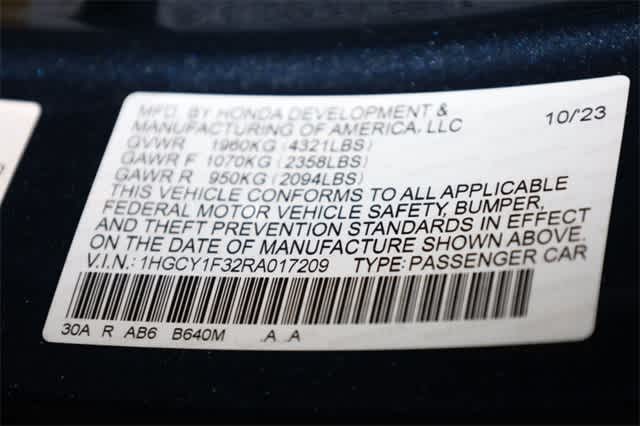 MFD. BY HONDA DEVELOPMENT &
MANUFACTURING OF AMERICA, LLC 10/'23
GVWR 1960KG (4321LBS)
GAWR F 1070KG (2358LBS)
GAWR R 950KG (2094LBS)
THIS VEHICLE CONFORMS TO ALL APPLICABLE
FEDERAL MOTOR VEHICLE SAFETY, BUMPER,
AND THEFT PREVENTION STANDARDS IN EFFECT
ON THE DATE OF MANUFACTURE SHOWN ABOVE.
V.I.N.: 1HGCY1F32RA017209 TYPE: PASSENGER CAR
30A R AB6 B640M .A .A